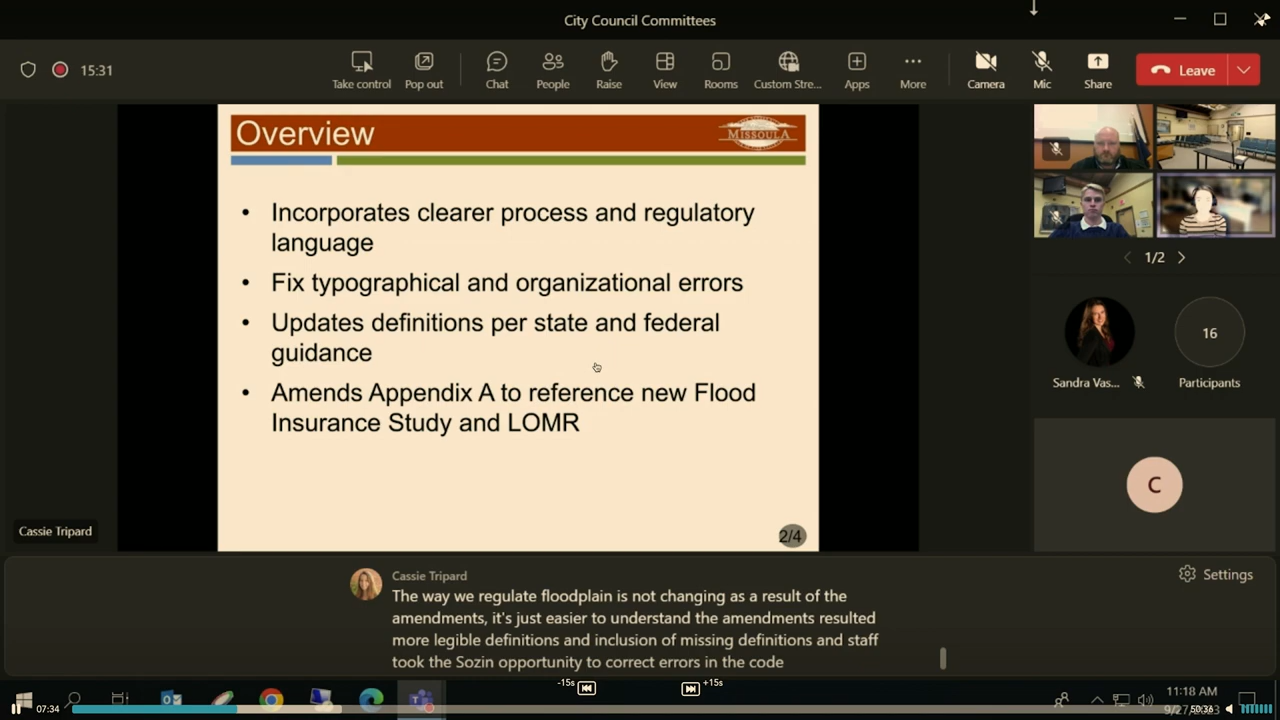 City Council Committees
15:31
Take control
Pop out
Chat
People
Raise
View
Rooms
Custom Stre...
Apps
More
Camera
Mic
Share
Leave
Overview
MISSOULA
• Incorporates clearer process and regulatory
language
• Fix typographical and organizational errors
• Updates definitions per state and federal
guidance
• Amends Appendix A to reference new Flood
Insurance Study and LOMR
2/4
Cassie Tripard
1/2
16
Sandra Vas...
Participants
C
Settings
Cassie Tripard
The way we regulate floodplain is not changing as a result of the
amendments, it's just easier to understand the amendments resulted
more legible definitions and inclusion of missing definitions and staff
took the Sozin opportunity to correct errors in the code
-15s
+15s
11:18 AM
07:34
50:36